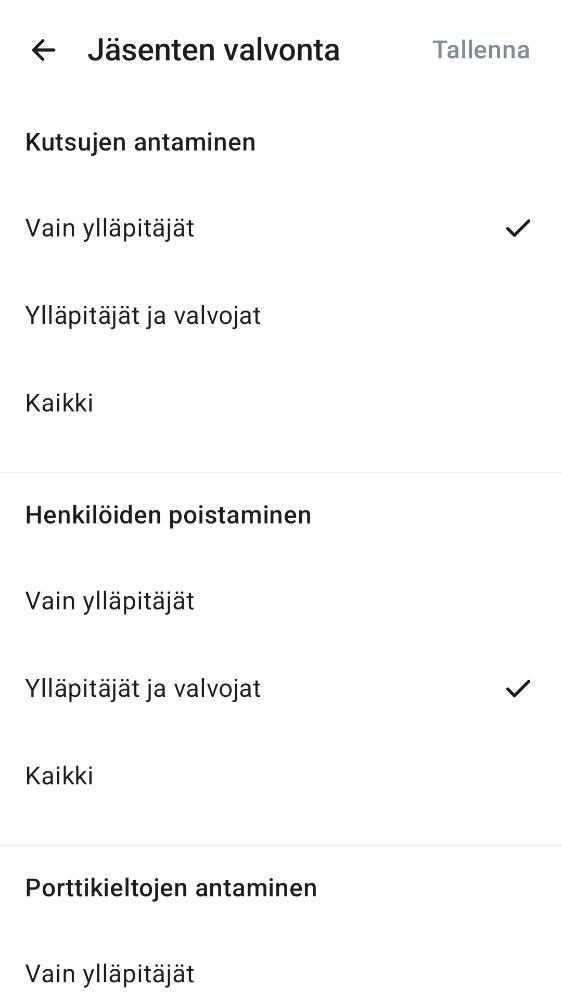 Jäsenten valvonta Tallenna
Kutsujen antaminen
Vain ylläpitäjät
Ylläpitäjät ja valvojat
Kaikki
Henkilöiden poistaminen
Vain ylläpitäjät
Ylläpitäjät ja valvojat
Kaikki
Porttikieltojen antaminen
Vain ylläpitäjät